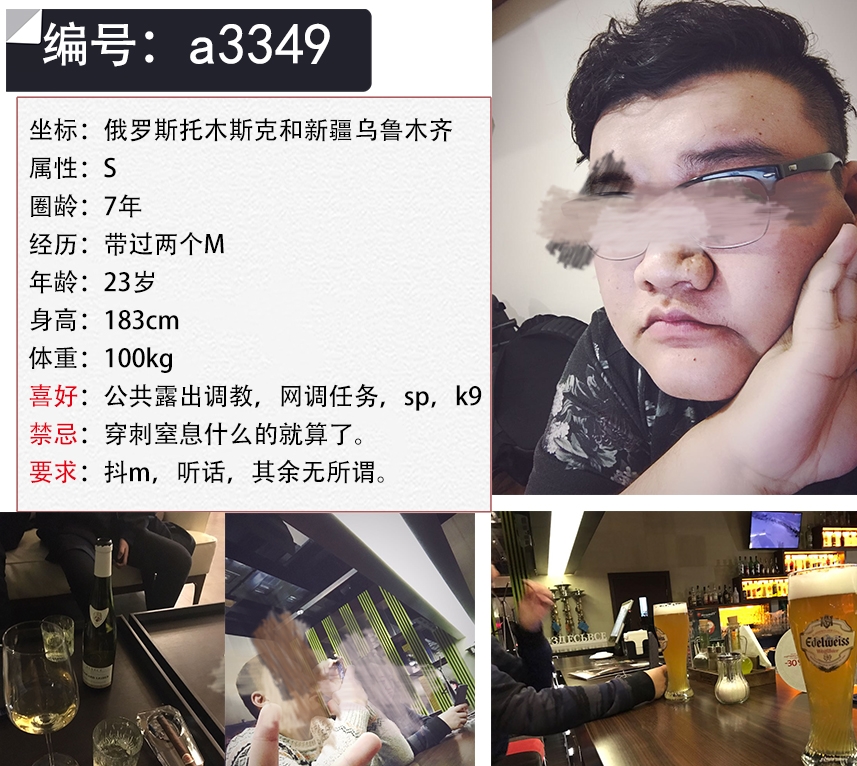 编号：a3349
坐标：俄罗斯托木斯克和新疆乌鲁木齐
属性：S
圈龄：7年
经历：带过两个M
年龄：23岁
身高：183cm
体重：100kg
喜好：公共露出调教，网调任务，sp，k9
禁忌：穿刺窒息什么的就算了。
要求：抖m，听话，其余无所谓。
ЗДЕСЬЕСЬ
Edelweiss
-30